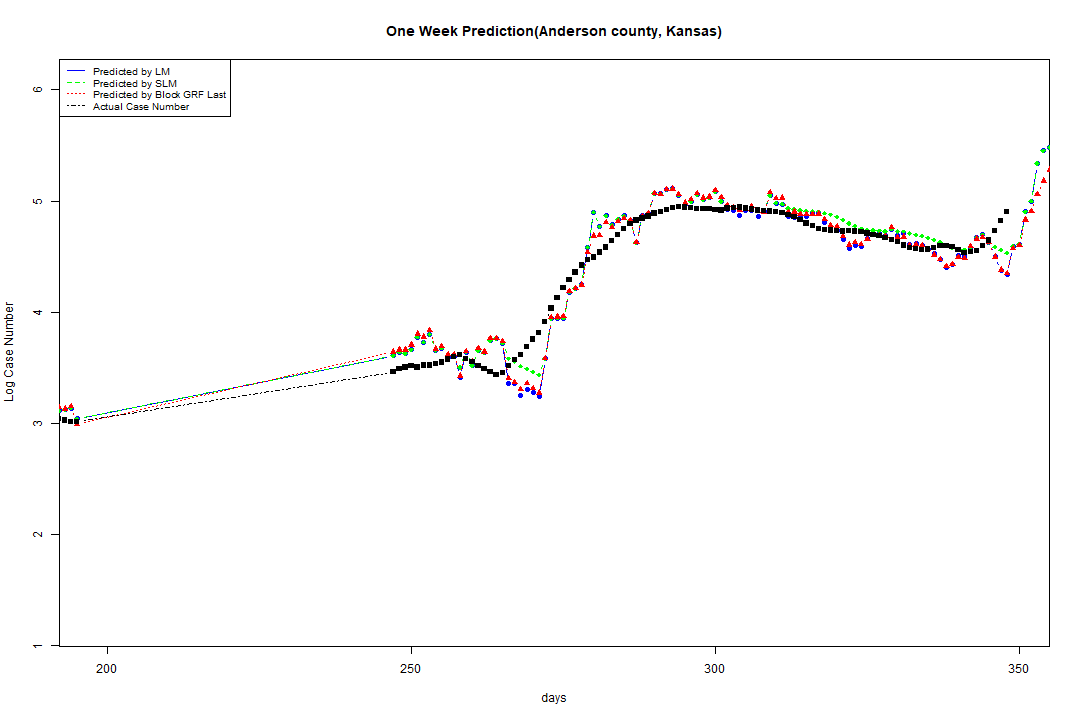 One Week Prediction(Anderson county, Kansas)
Predicted by LM
Predicted by SLM
Predicted by Block GRF Last
Actual Case Number
6
5
4
3
2
1
Log Case Number
200 250 300 350
days